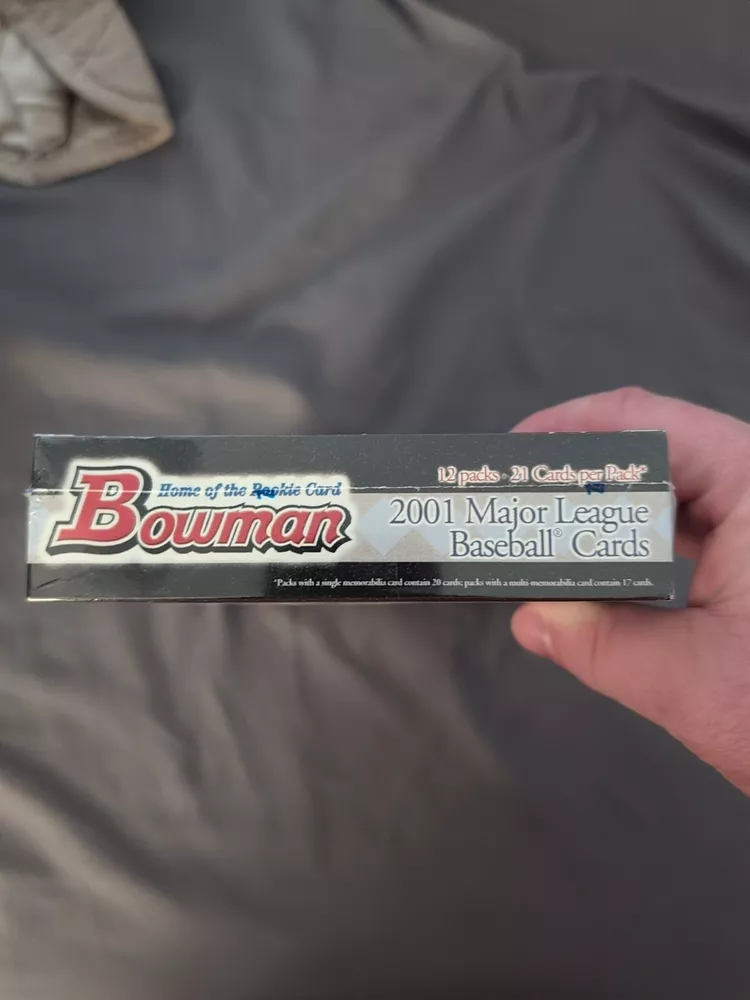 Home of the Rookie Card
Bowman
12 packs • 21 Cards per Pack*
2001 Major League
Baseball® Cards
*Packs with a single memorabilia card contain 20 cards; packs with a multi-memorabilia card contain 17 cards.